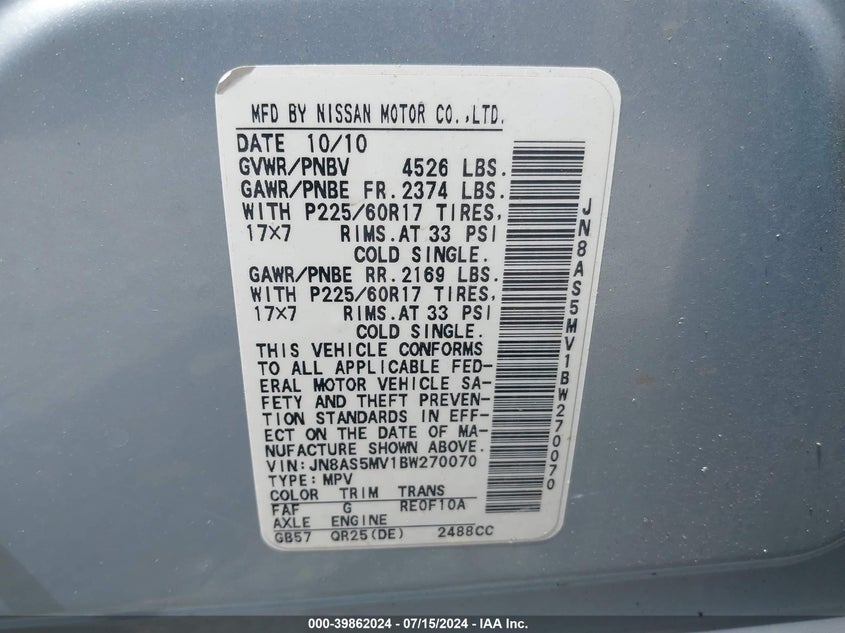 MFD BY NISSAN MOTOR CO.,LTD.
DATE 10/10
GVWR/PNBV 4526 LBS.
GAWR/PNBE FR. 2374 LBS.
WITH P225/60R17 TIRES,
17×7 RIMS. AT 33 PSI
COLD SINGLE.
GAWR/PNBE RR. 2169 LBS.
WITH P225/60R17 TIRES,
17×7 RIMS. AT 33 PSI
COLD SINGLE.
THIS VEHICLE CONFORMS
TO ALL APPLICABLE FED-
ERAL MOTOR VEHICLE SA-
FETY AND THEFT PREVEN-
TION STANDARDS IN EFF-
ECT ON THE DATE OF MA-
NUFACTURE SHOWN ABOVE.
VIN: JN8AS5MV1BW270070
TYPE: MPV
COLOR TRIM TRANS
FAF G RE0F10A
AXLE ENGINE
GB57 QR25(DE) 2488CC
JN8AS5MV1BW270070
000-39862024 - 07/15/2024 - IAA Inc.